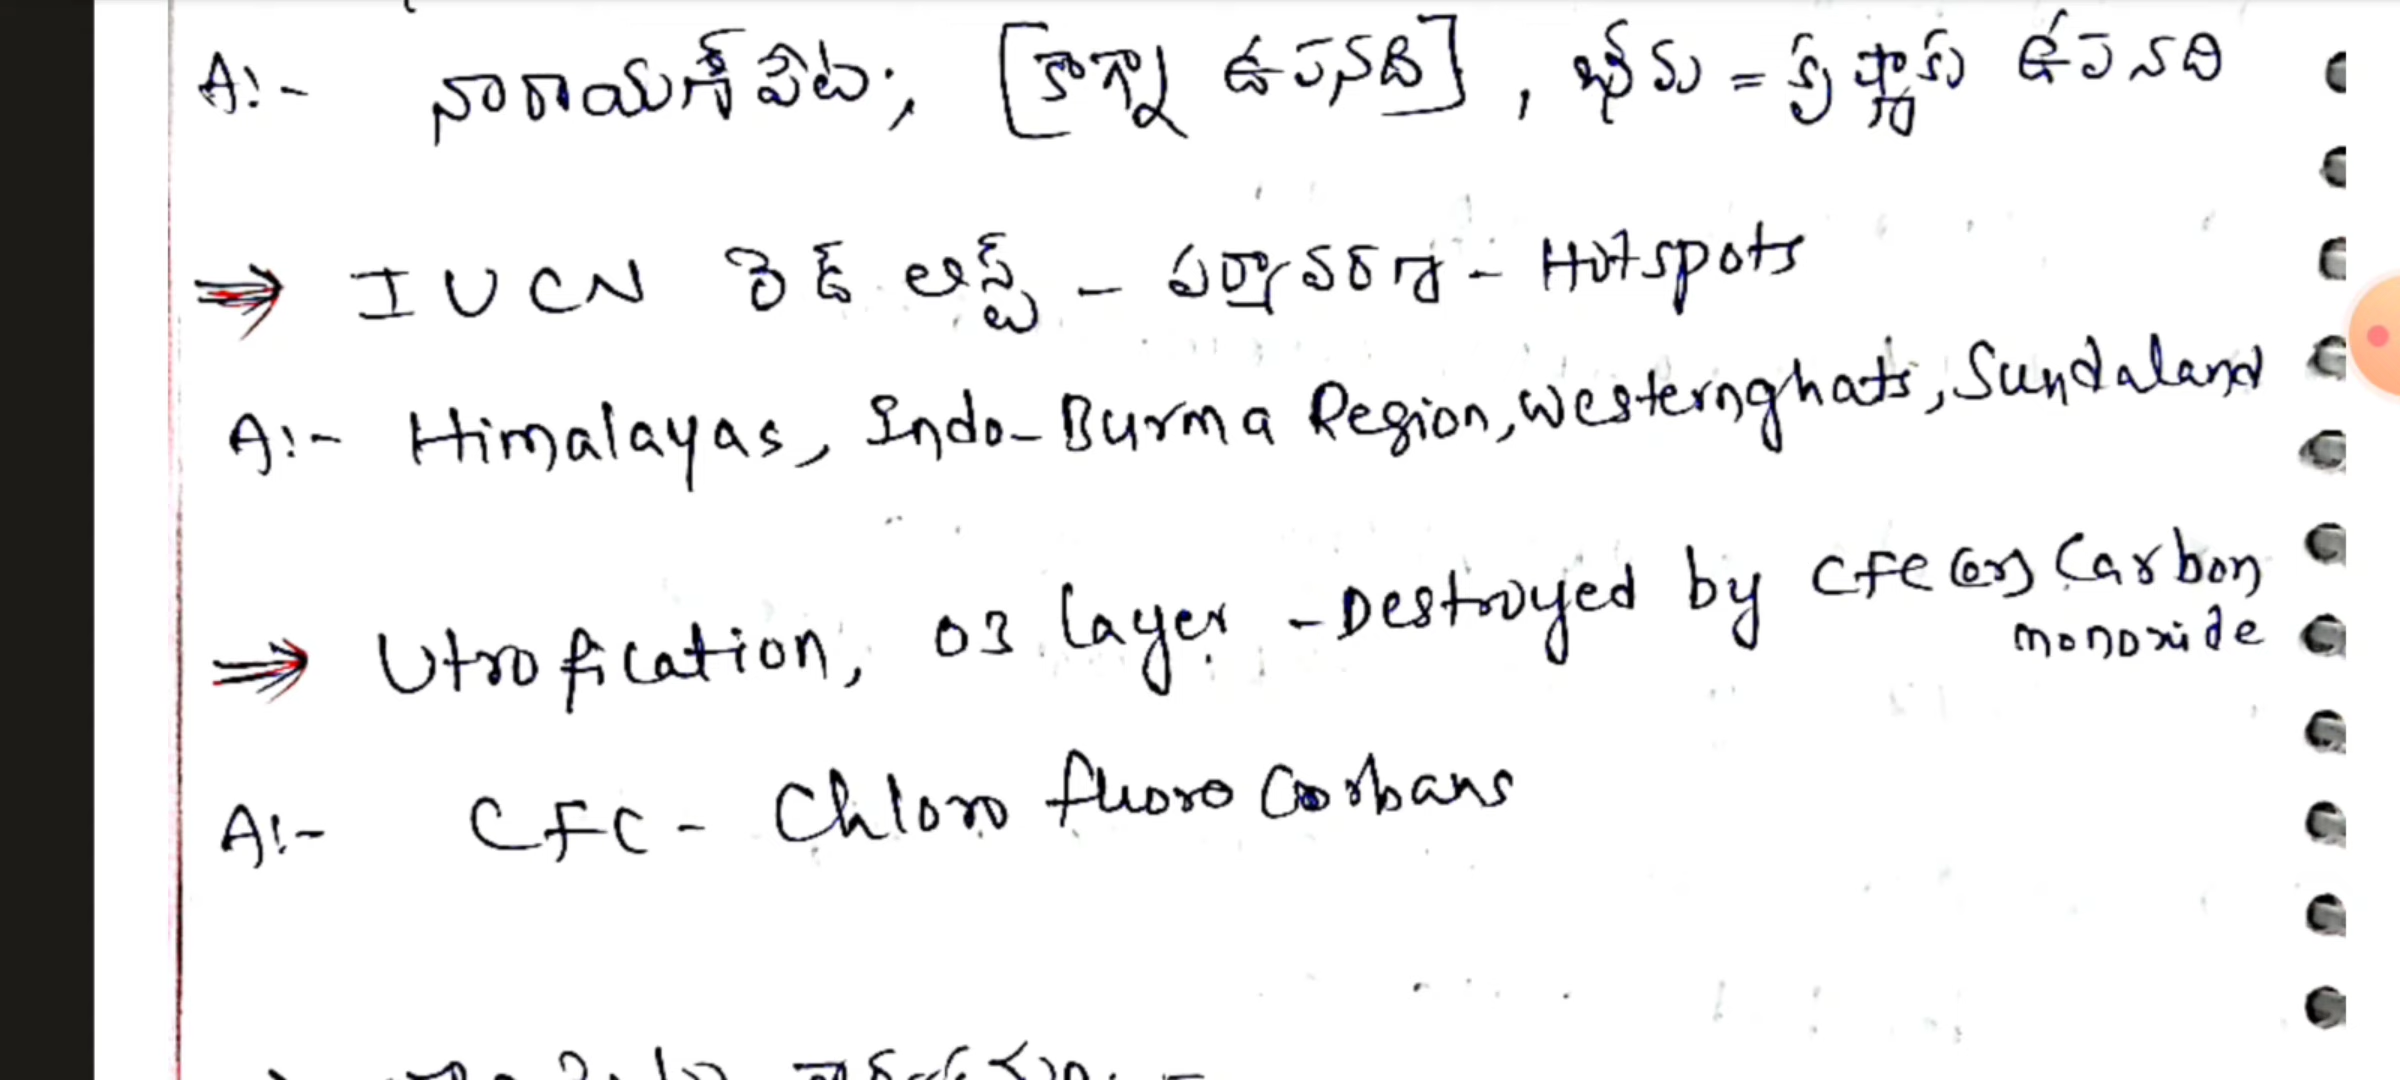 A:- నారాయణ్ పేట; [కాగ్నా ఉపనది], భీమ = కృష్ణాకు ఉపనది
⇒ IUCN రెడ్ లిస్ట్ - పర్యావరణ - Hotspots
A:- Himalayas, Indo-Burma Region, Westernghats, Sundaland
⇒ Utrofication, O3 layer - Destroyed by CFC (or) Carbon
monoxide
A:- CFC - Chloro fluoro Carbans